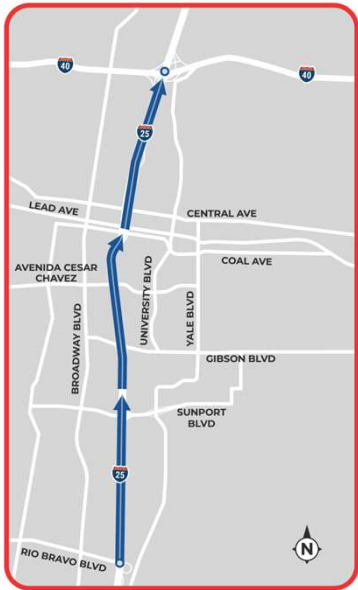 40
40
25
LEAD AVE
CENTRAL AVE
COAL AVE
AVENIDA CESAR
CHAVEZ
UNIVERSITY BLVD
YALE BLVD
BROADWAY BLVD
GIBSON BLVD
SUNPORT
BLVD
25
RIO BRAVO BLVD
N